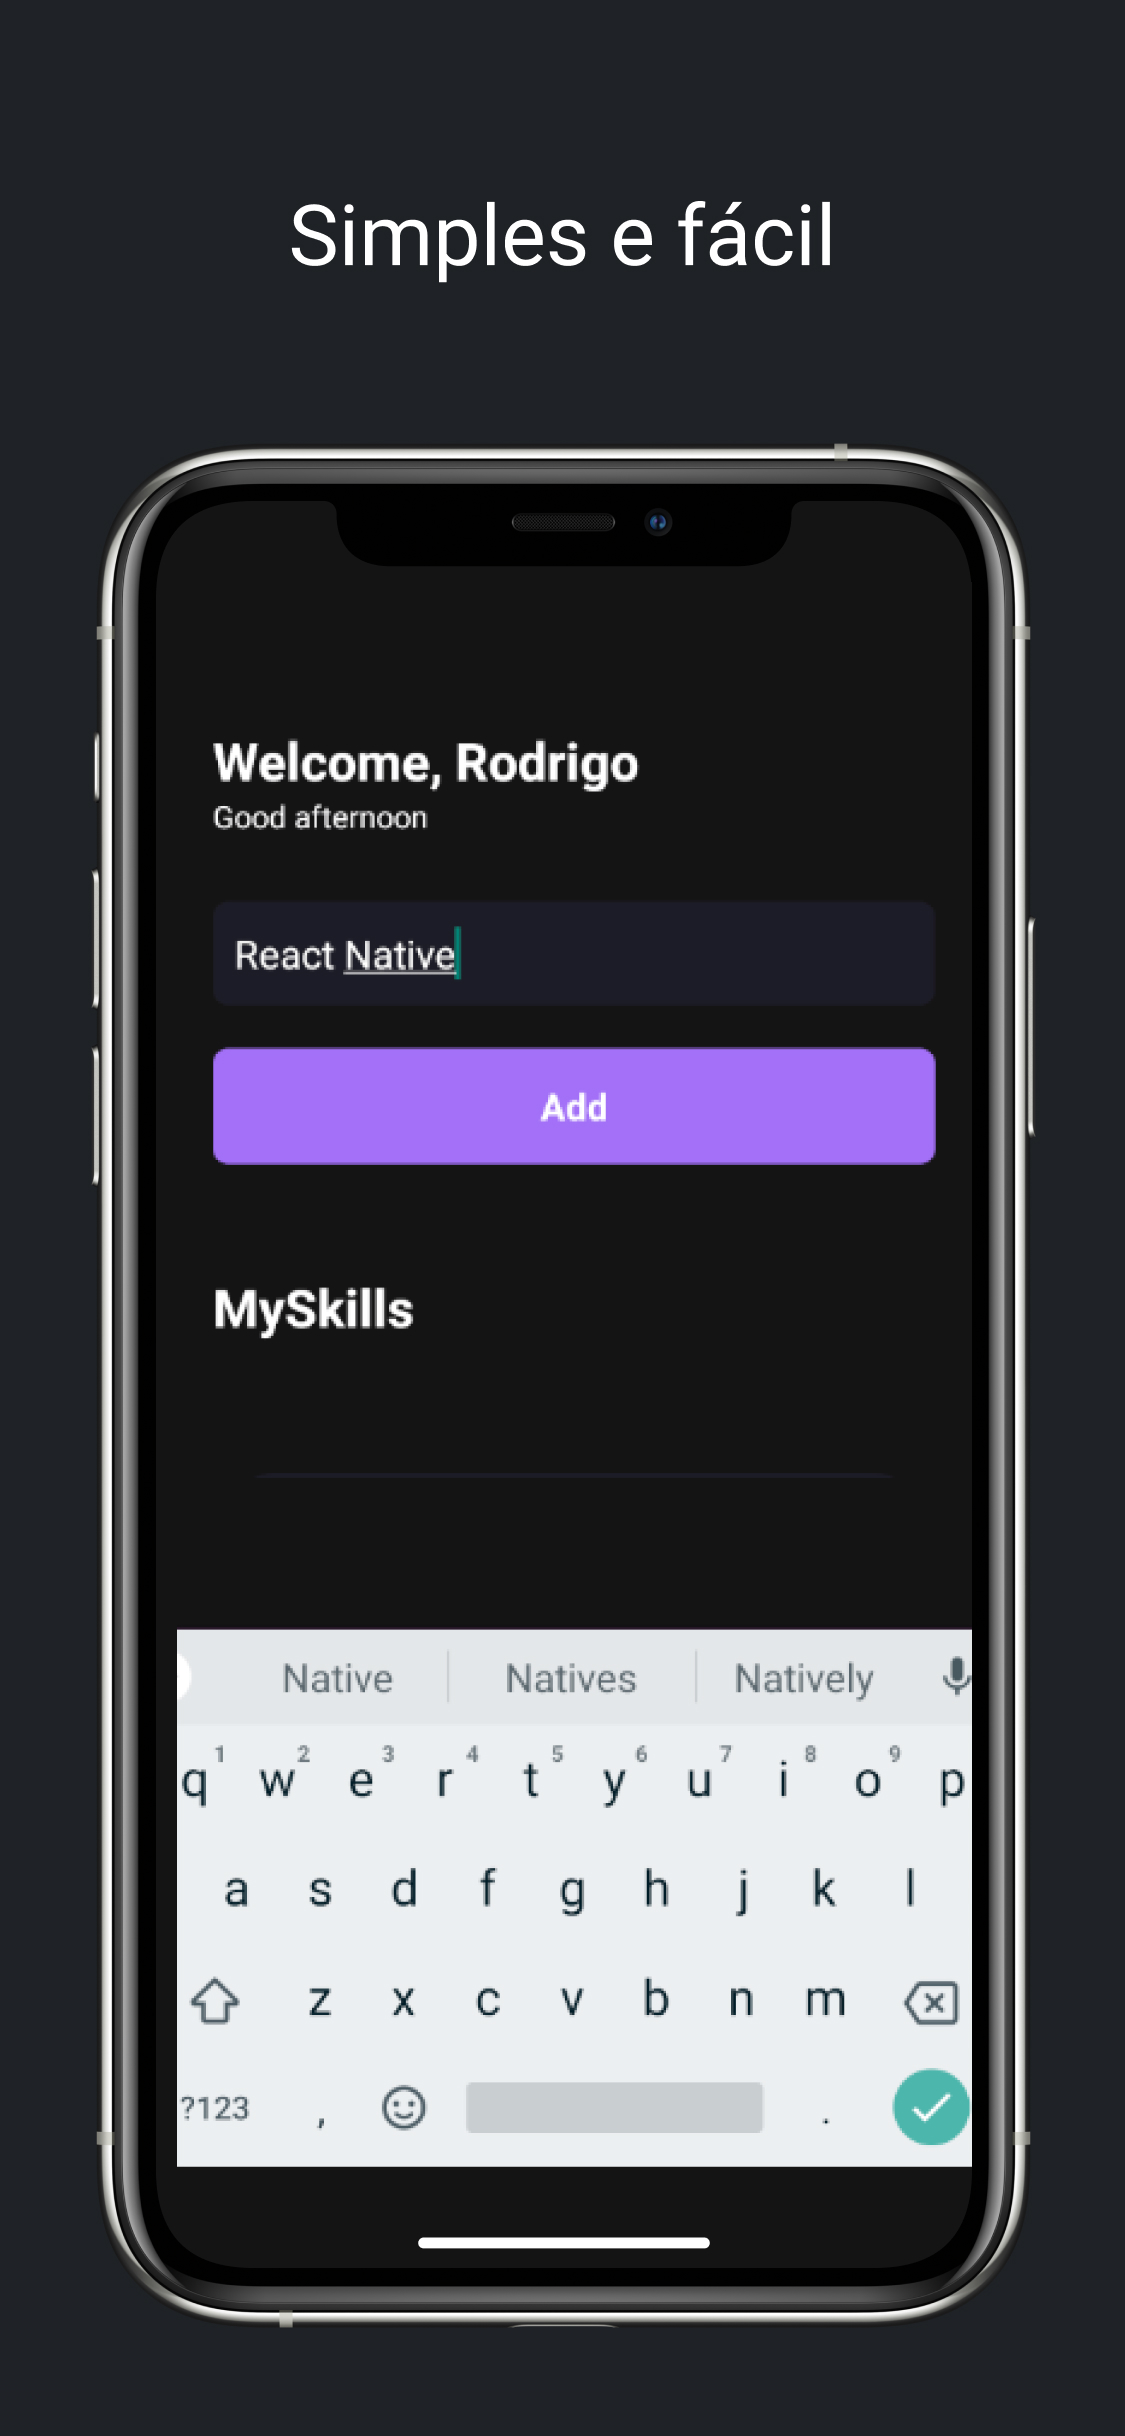 Simples e fácil
Welcome, Rodrigo
Good afternoon
React Native
Add
MySkills
Native Natives Natively
1 2 3 4 5 6 7 8 9
q w e r t y u i o p
a s d f g h j k l
z x c v b n m
?123 , .